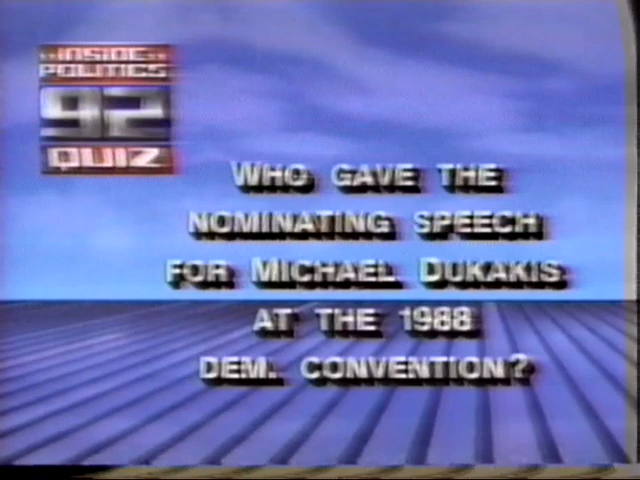 INSIDE
POLITICS
92
QUIZ
WHO GAVE THE
NOMINATING SPEECH
FOR MICHAEL DUKAKIS
AT THE 1988
DEM. CONVENTION?